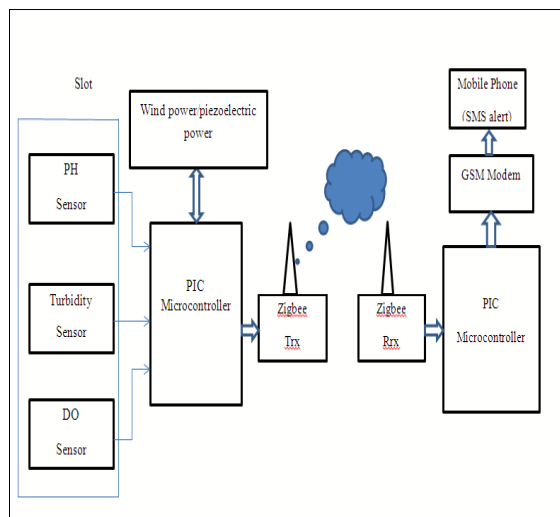 Slot
PH
Sensor
Turbidity
Sensor
DO
Sensor
Wind power/piezoelectric
power
PIC
Microcontroller
Zigbee
Trx
Zigbee
Rrx
PIC
Microcontroller
GSM Modem
Mobile Phone
(SMS alert)